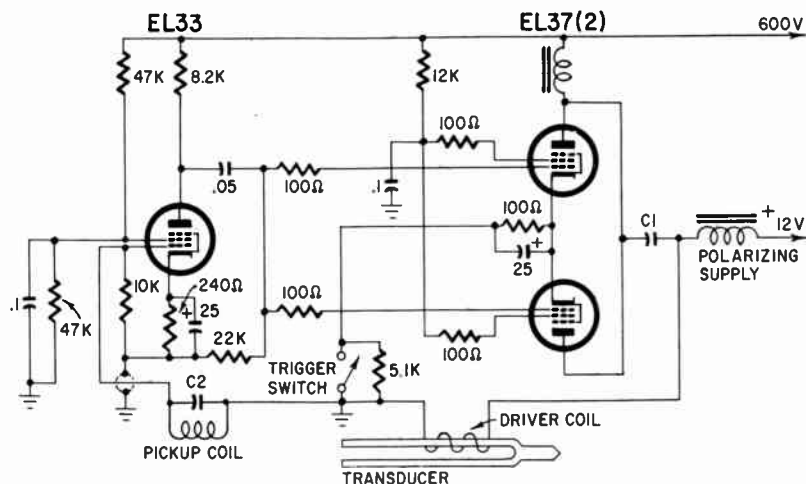 EL33
EL37(2)
600V
47K
8.2K
12K
100Ω
.05
100Ω
.1
100Ω
25 +
C1
+
12V
POLARIZING
SUPPLY
.1
47K
10K
240Ω
+
25
22K
100Ω
100Ω
TRIGGER
SWITCH
5.1K
C2
PICKUP COIL
DRIVER COIL
TRANSDUCER